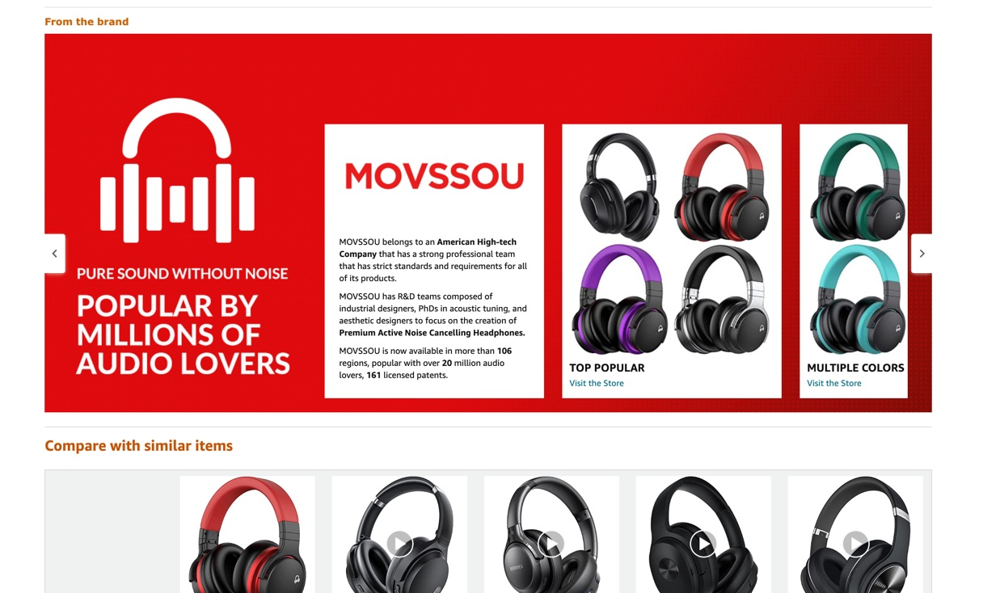 From the brand
PURE SOUND WITHOUT NOISE
POPULAR BY
MILLIONS OF
AUDIO LOVERS
MOVSSOU
MOVSSOU belongs to an American High-tech
Company that has a strong professional team
that has strict standards and requirements for all
of its products.
MOVSSOU has R&D teams composed of
industrial designers, PhDs in acoustic tuning, and
aesthetic designers to focus on the creation of
Premium Active Noise Cancelling Headphones.
MOVSSOU is now available in more than 106
regions, popular with over 20 million audio
lovers, 161 licensed patents.
TOP POPULAR
Visit the Store
MULTIPLE COLORS
Visit the Store
Compare with similar items